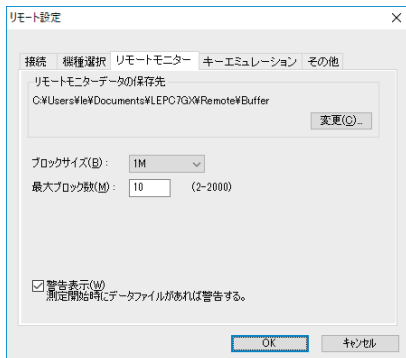 リモート設定
接続 機種選択 リモートモニター キーエミュレーション その他
リモートモニターデータの保存先
C:¥Users¥le¥Documents¥LEPC7GX¥Remote¥Buffer
変更(C)...
ブロックサイズ(B): 1M
最大ブロック数(M): 10 (2-2000)
警告表示(W)
測定開始時にデータファイルがあれば警告する。
OK キャンセル